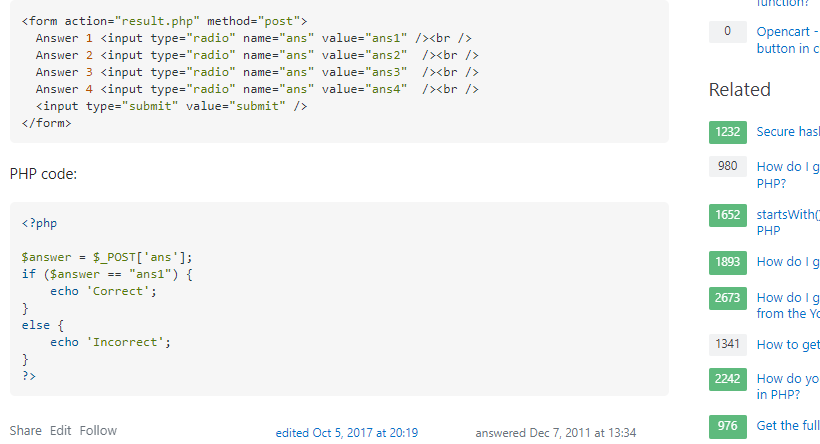 <form action="result.php" method="post">
  Answer 1 <input type="radio" name="ans" value="ans1" /><br />
  Answer 2 <input type="radio" name="ans" value="ans2"  /><br />
  Answer 3 <input type="radio" name="ans" value="ans3"  /><br />
  Answer 4 <input type="radio" name="ans" value="ans4"  /><br />
  <input type="submit" value="submit" />
</form>
PHP code:
<?php
$answer = $_POST['ans'];
if ($answer == "ans1") {
    echo 'Correct';
}
else {
    echo 'Incorrect';
}
?>
Share Edit Follow
edited Oct 5, 2017 at 20:19
answered Dec 7, 2011 at 13:34
function?
0 Opencart -
button in c
Related
1232 Secure hasl
980 How do I g
PHP?
1652 startsWith()
PHP
1893 How do I g
2673 How do I g
from the Yo
1341 How to get
2242 How do yo
in PHP?
976 Get the full